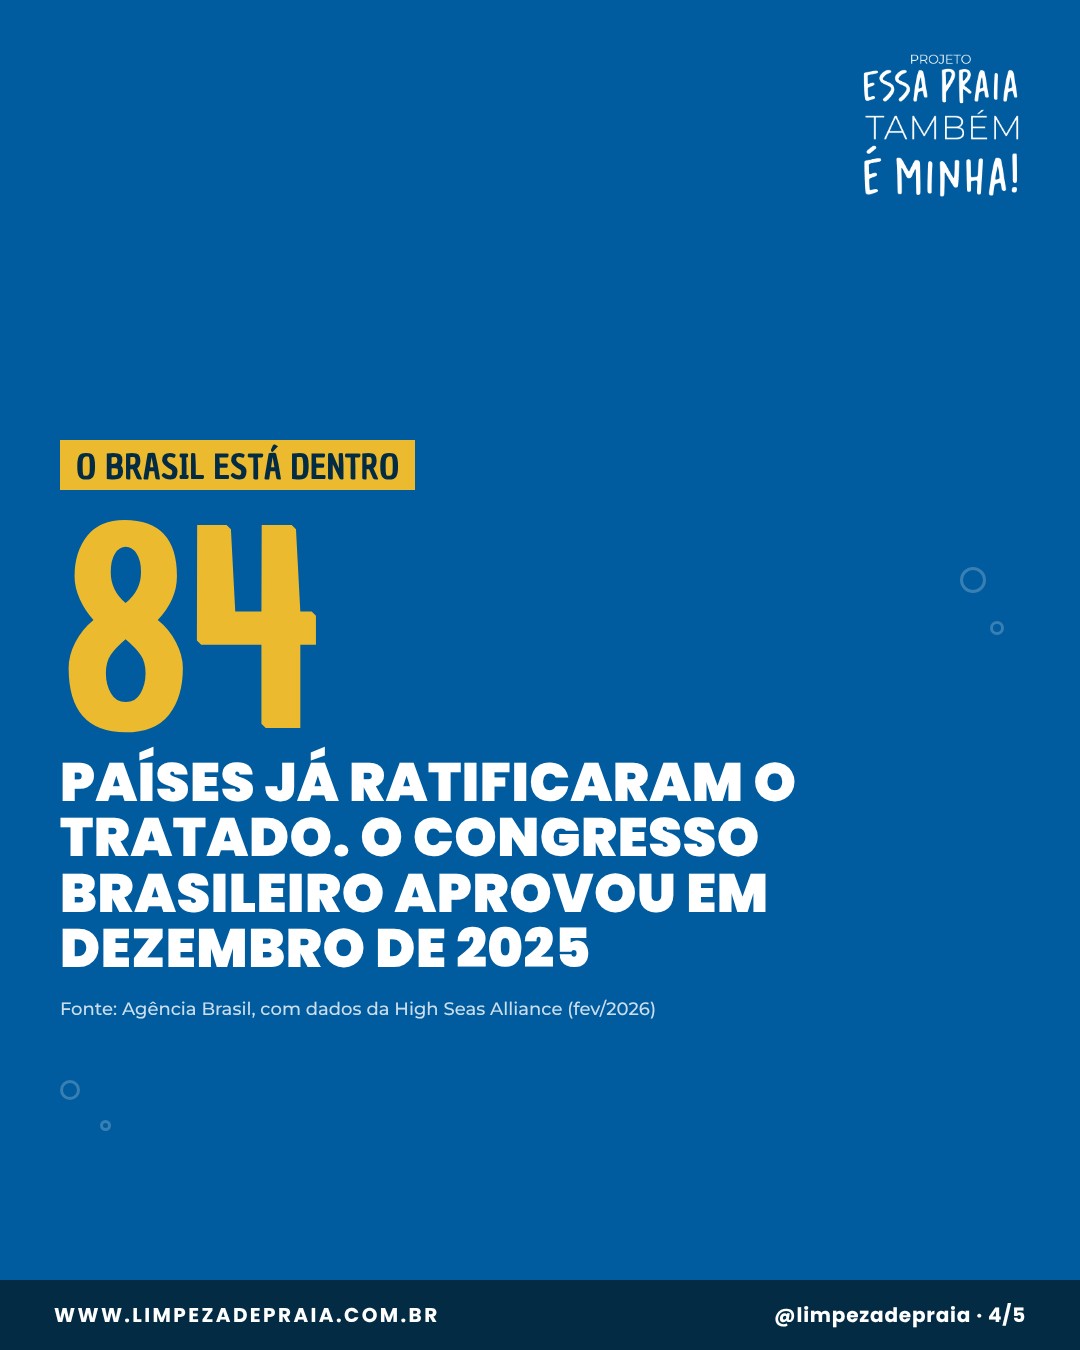 PROJETO
ESSA PRAIA
TAMBÉM
É MINHA!
O BRASIL ESTÁ DENTRO
84
PAÍSES JÁ RATIFICARAM O
TRATADO. O CONGRESSO
BRASILEIRO APROVOU EM
DEZEMBRO DE 2025
Fonte: Agência Brasil, com dados da High Seas Alliance (fev/2026)
WWW.LIMPEZADEPRAIA.COM.BR
@limpezadepraia · 4/5